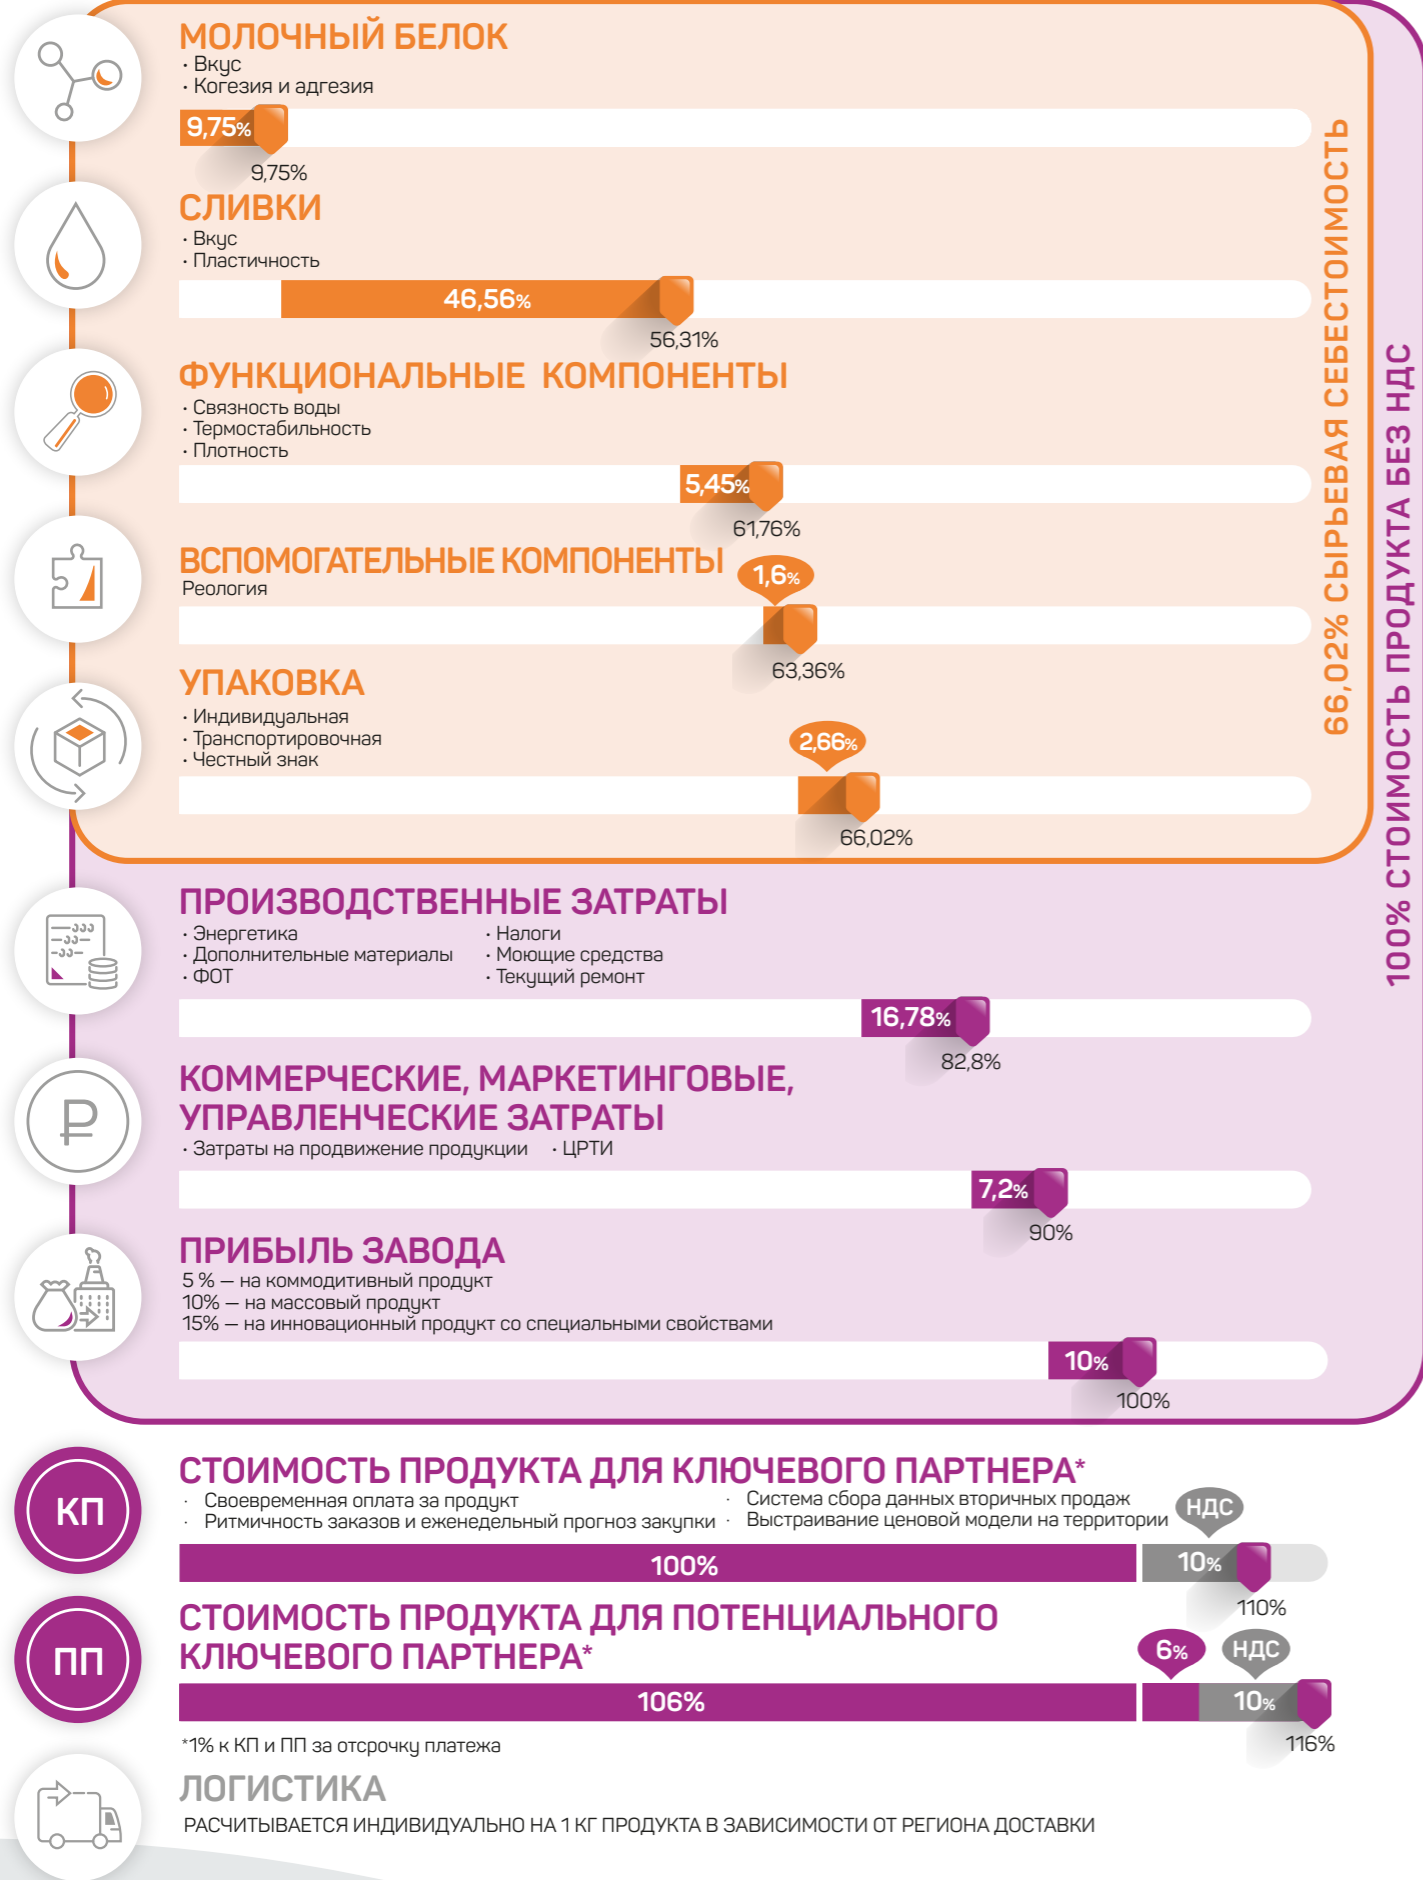 МОЛОЧНЫЙ БЕЛОК
· Вкус
· Когезия и адгезия
9,75%
9,75%
СЛИВКИ
· Вкус
· Пластичность
46,56%
56,31%
ФУНКЦИОНАЛЬНЫЕ КОМПОНЕНТЫ
· Связность воды
· Термостабильность
· Плотность
5,45%
61,76%
ВСПОМОГАТЕЛЬНЫЕ КОМПОНЕНТЫ
Реология
1,6%
63,36%
УПАКОВКА
· Индивидуальная
· Транспортировочная
· Честный знак
2,66%
66,02%
66,02% СЫРЬЕВАЯ СЕБЕСТОИМОСТЬ
ПРОИЗВОДСТВЕННЫЕ ЗАТРАТЫ
· Энергетика · Налоги
· Дополнительные материалы · Моющие средства
· ФОТ · Текущий ремонт
16,78%
82,8%
КОММЕРЧЕСКИЕ, МАРКЕТИНГОВЫЕ,
УПРАВЛЕНЧЕСКИЕ ЗАТРАТЫ
· Затраты на продвижение продукции · ЦРТИ
7,2%
90%
ПРИБЫЛЬ ЗАВОДА
5 % — на коммодитивный продукт
10% — на массовый продукт
15% — на инновационный продукт со специальными свойствами
10%
100%
100% СТОИМОСТЬ ПРОДУКТА БЕЗ НДС
КП
СТОИМОСТЬ ПРОДУКТА ДЛЯ КЛЮЧЕВОГО ПАРТНЕРА*
· Своевременная оплата за продукт · Система сбора данных вторичных продаж
· Ритмичность заказов и еженедельный прогноз закупки · Выстраивание ценовой модели на территории
НДС
100%
10%
110%
ПП
СТОИМОСТЬ ПРОДУКТА ДЛЯ ПОТЕНЦИАЛЬНОГО
КЛЮЧЕВОГО ПАРТНЕРА*
6%
НДС
106%
10%
116%
*1% к КП и ПП за отсрочку платежа
ЛОГИСТИКА
РАСЧИТЫВАЕТСЯ ИНДИВИДУАЛЬНО НА 1 КГ ПРОДУКТА В ЗАВИСИМОСТИ ОТ РЕГИОНА ДОСТАВКИ